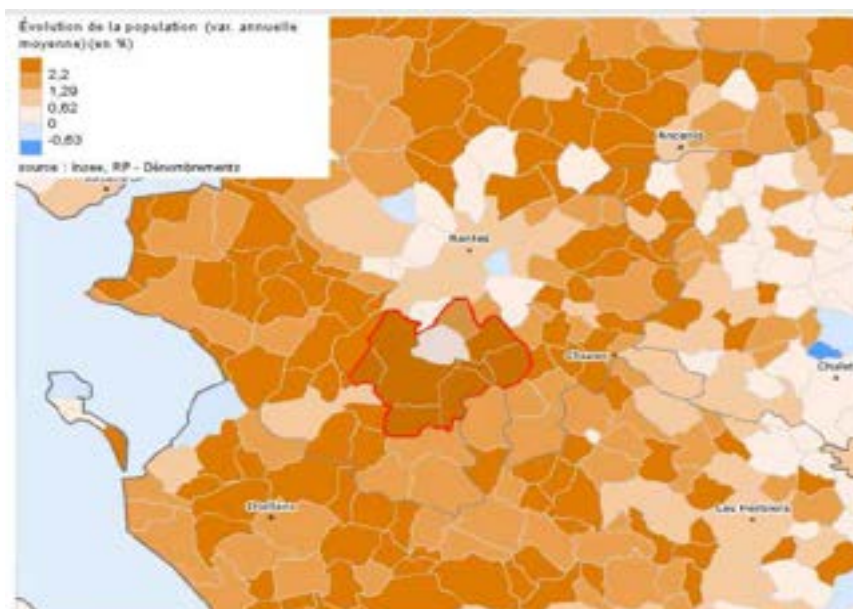 Évolution de la population (var. annuelle
moyenne) (en %)
2,2
1,29
0,62
0
-0,63
source : Insee, RP - Dénombrements
Ancenis
Nantes
Clisson
Cholet
Challans
Les Herbiers